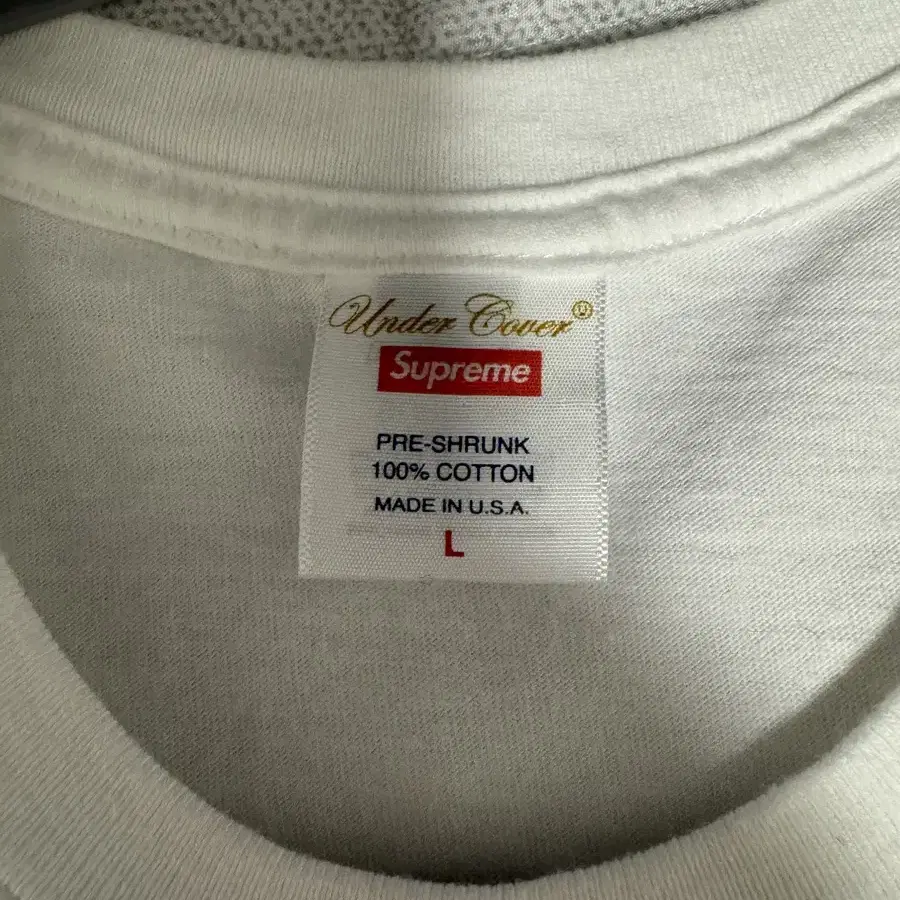 Under Cover®
Supreme
PRE-SHRUNK
100% COTTON
MADE IN U.S.A.
L